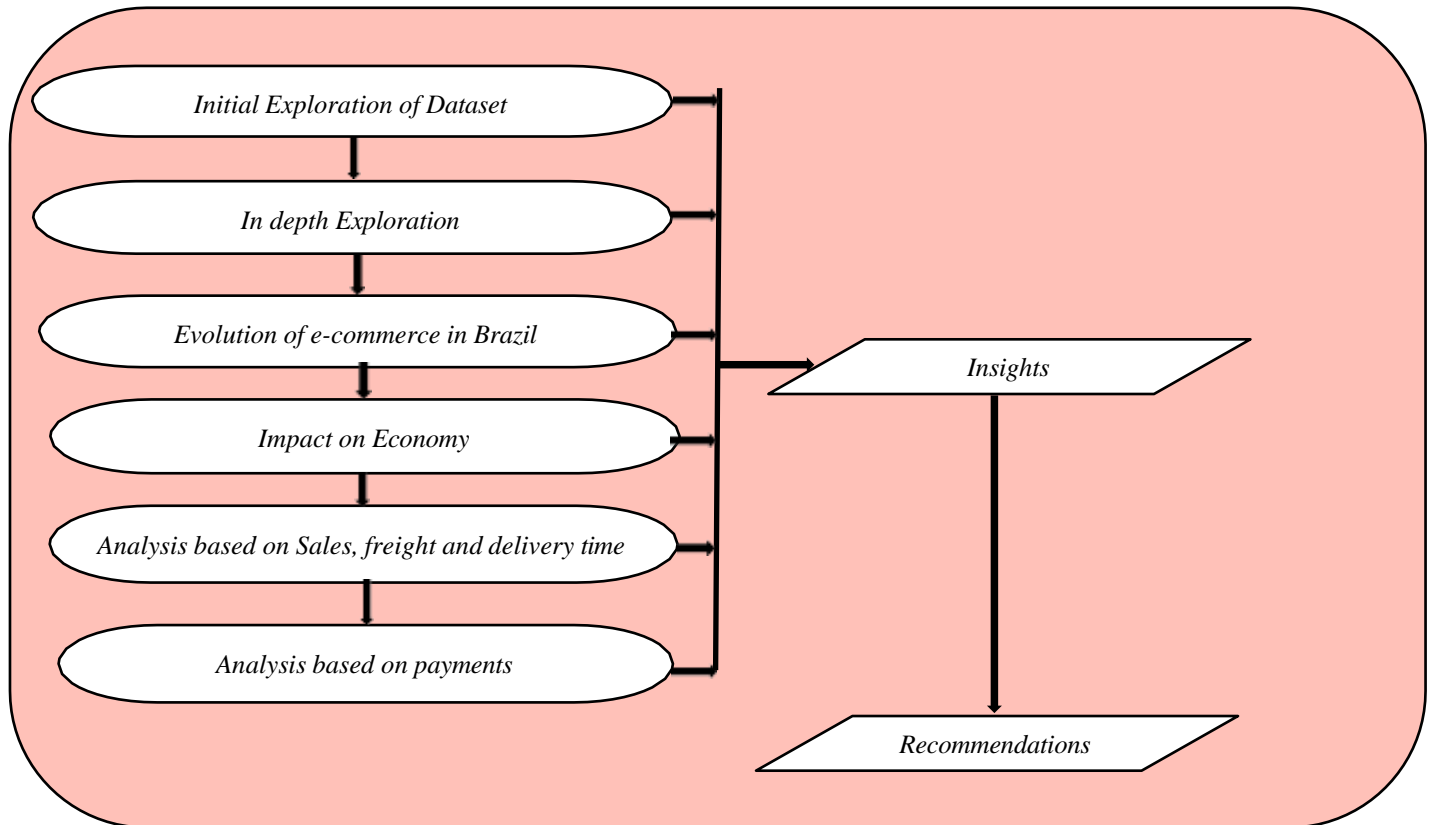 Initial Exploration of Dataset
In depth Exploration
Evolution of e-commerce in Brazil
Impact on Economy
Analysis based on Sales, freight and delivery time
Analysis based on payments
Insights
Recommendations